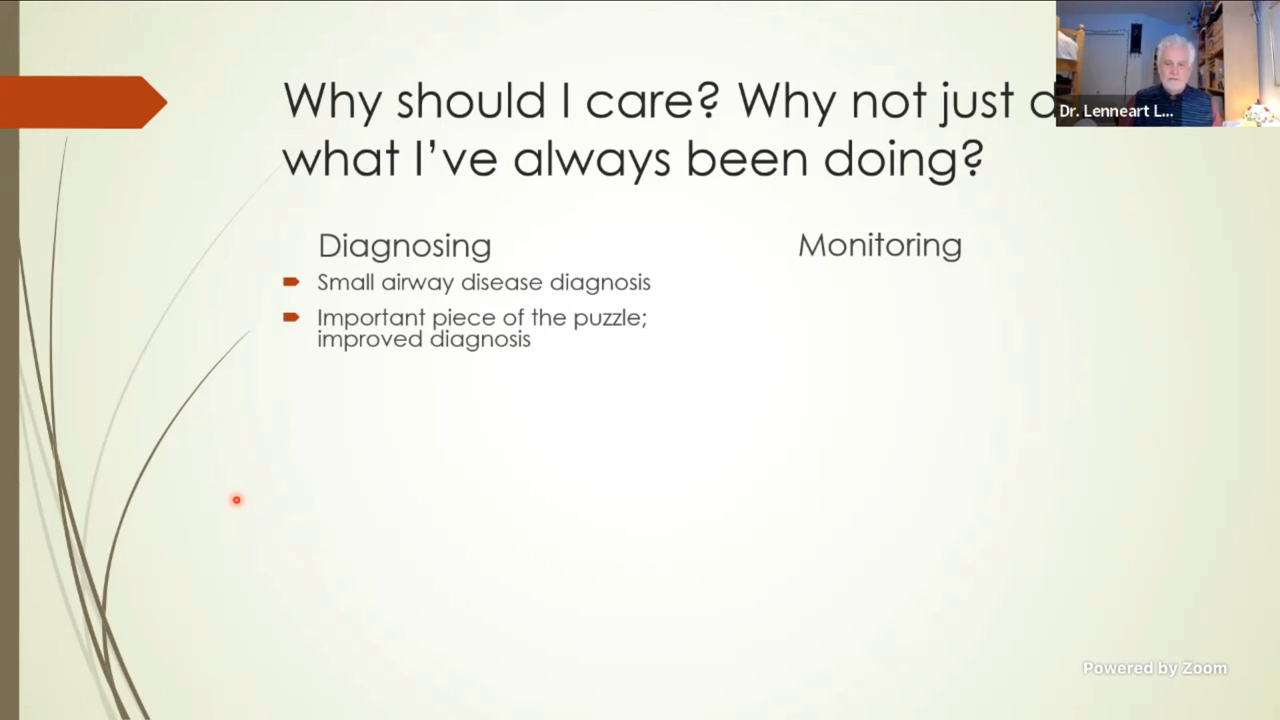 Why should I care? Why not just
what I've always been doing?
Dr. Lenneart L...
Diagnosing
Monitoring
Small airway disease diagnosis
Important piece of the puzzle;
improved diagnosis
Powered by Zoom